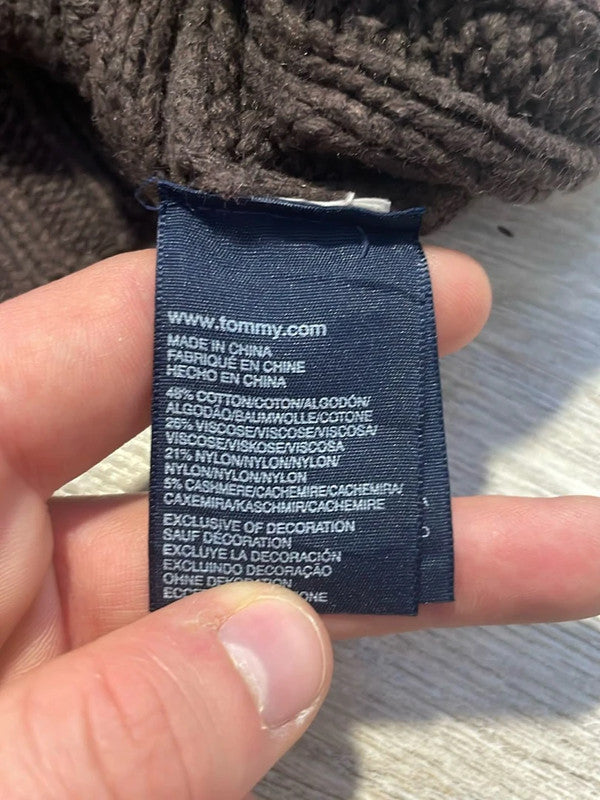 www.tommy.com
MADE IN CHINA
FABRIQUÉ EN CHINE
HECHO EN CHINA
48% COTTON/COTON/ALGODÓN/
ALGODÃO/BAUMWOLLE/COTONE
26% VISCOSE/VISCOSE/VISCOSA/
VISCOSE/VISKOSE/VISCOSA
21% NYLON/NYLON/NYLON/
NYLON/NYLON/NYLON
5% CASHMERE/CACHEMIRE/CACHEMIRA/
CAXEMIRA/KASCHMIR/CACHEMIRE
EXCLUSIVE OF DECORATION
SAUF DÉCORATION
EXCLUYE LA DECORACIÓN
EXCLUINDO DECORAÇÃO
OHNE DEKORATION